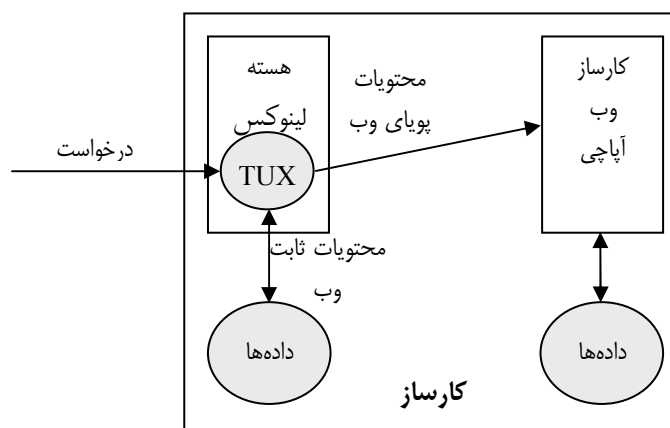 هسته
لینوکس
TUX
محتویات
پویای وب
کارساز
وب
آپاچی
درخواست
محتویات ثابت
وب
داده‌ها
داده‌ها
کارساز